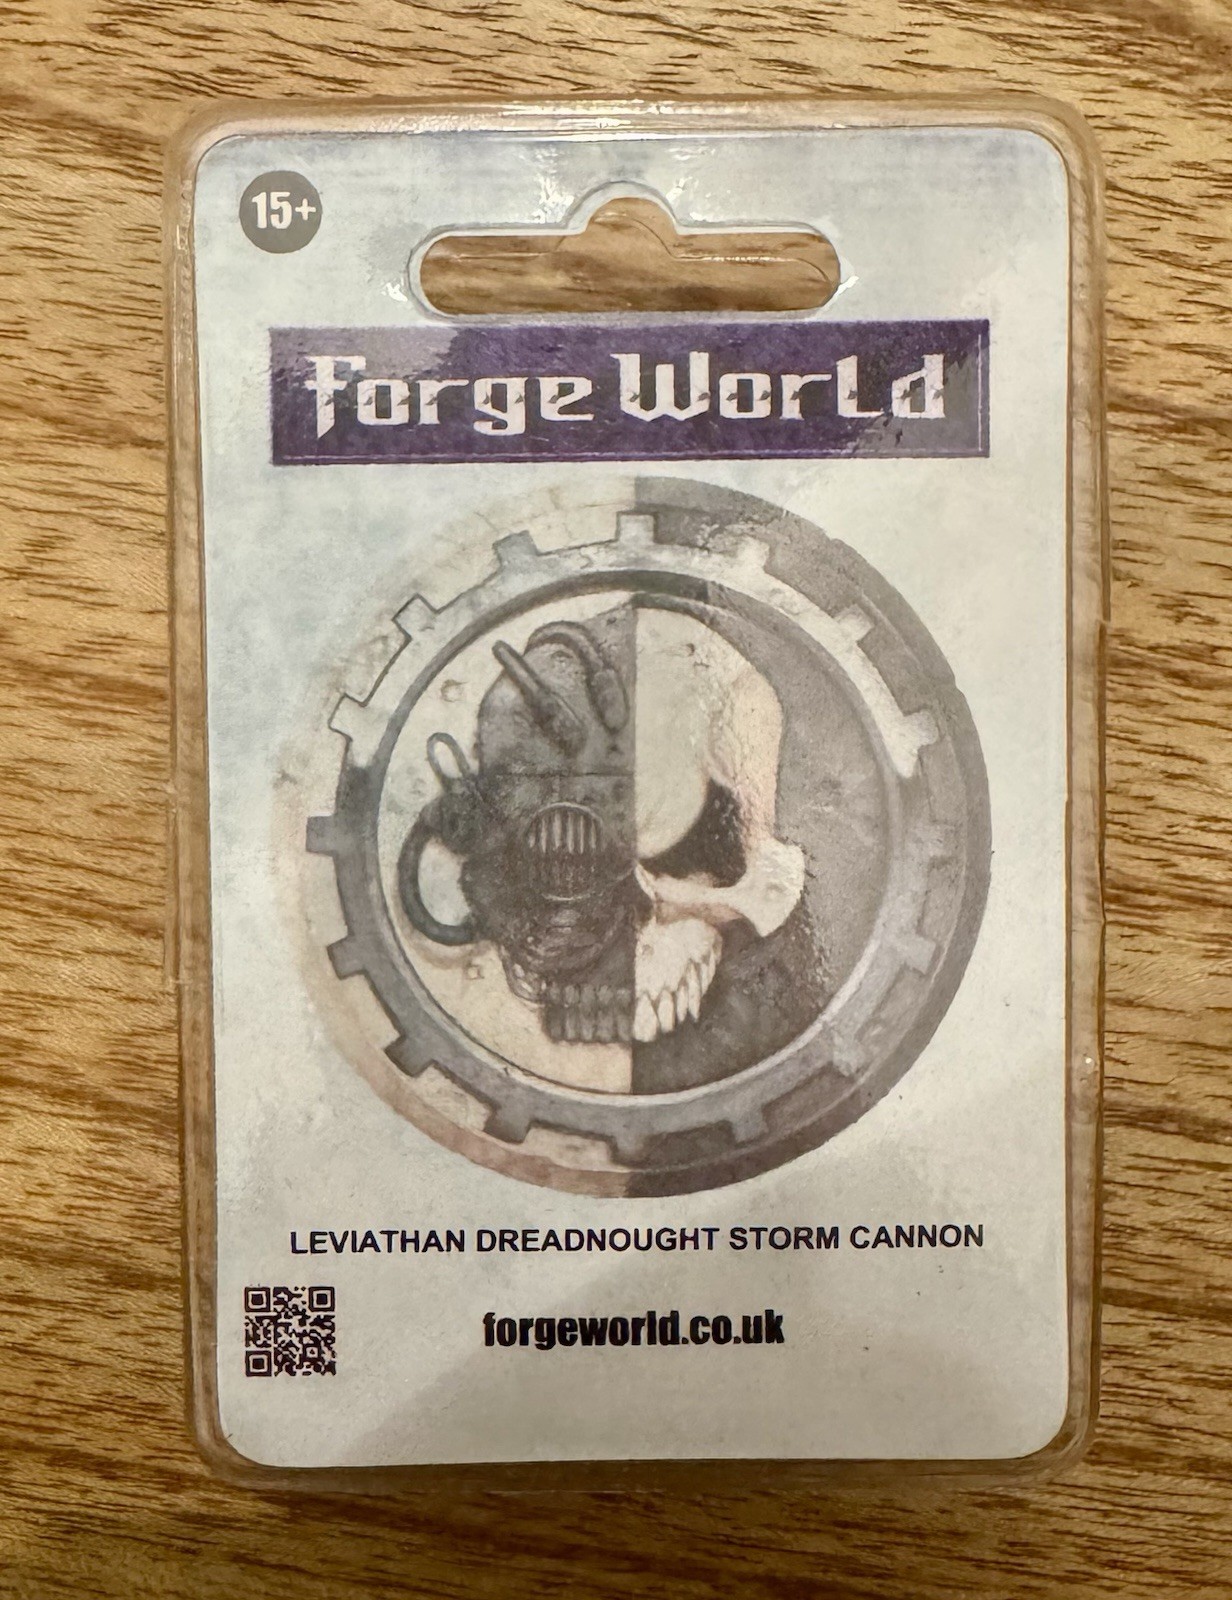 15+
Forge World
LEVIATHAN DREADNOUGHT STORM CANNON
forgeworld.co.uk